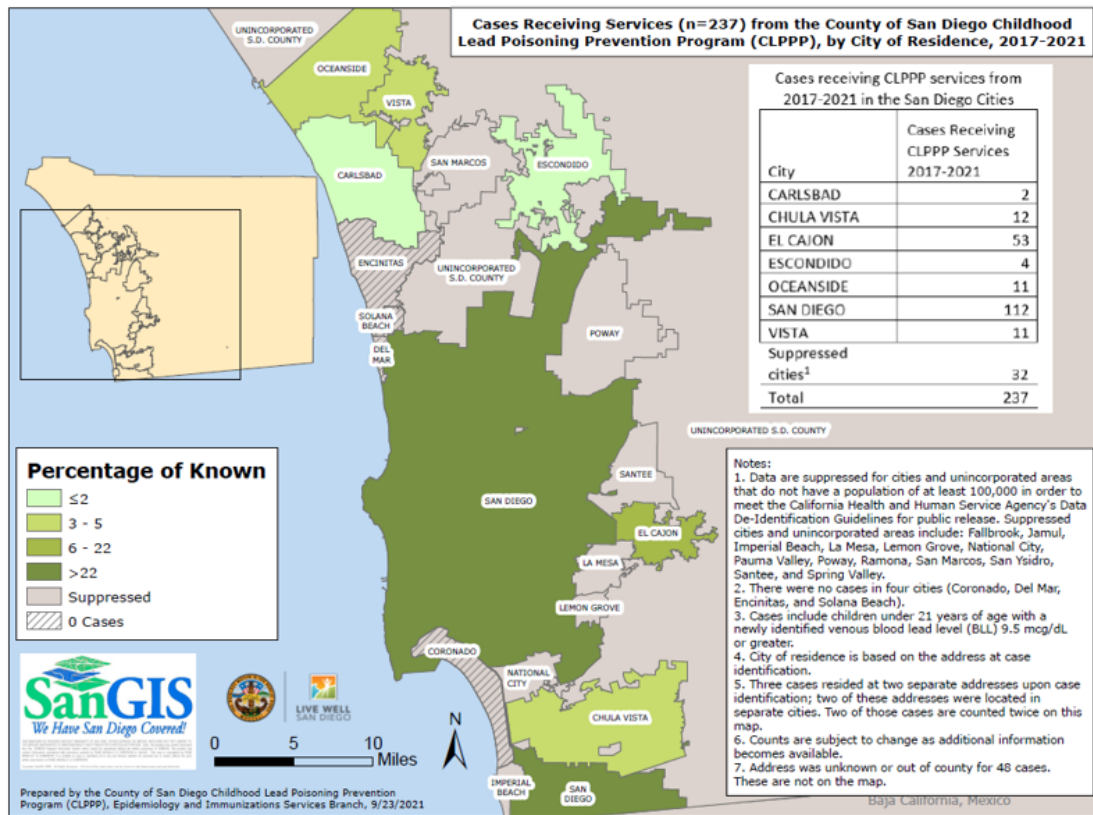 Cases Receiving Services (n=237) from the County of San Diego Childhood
Lead Poisoning Prevention Program (CLPPP), by City of Residence, 2017-2021
UNINCORPORATED
S.D. COUNTY
OCEANSIDE
VISTA
CARLSBAD
SAN MARCOS
ESCONDIDO
ENCINITAS
UNINCORPORATED
S.D. COUNTY
SOLANA
BEACH
DEL
MAR
POWAY
UNINCORPORATED S.D. COUNTY
SANTEE
SAN DIEGO
EL CAJON
LA MESA
LEMON GROVE
CORONADO
NATIONAL
CITY
CHULA VISTA
IMPERIAL
BEACH
SAN
DIEGO
Baja California, Mexico
Cases receiving CLPPP services from
2017-2021 in the San Diego Cities
City
Cases Receiving
CLPPP Services
2017-2021
CARLSBAD 2
CHULA VISTA 12
EL CAJON 53
ESCONDIDO 4
OCEANSIDE 11
SAN DIEGO 112
VISTA 11
Suppressed
cities¹ 32
Total 237
Percentage of Known
≤2
3 - 5
6 - 22
>22
Suppressed
0 Cases
Notes:
1. Data are suppressed for cities and unincorporated areas
that do not have a population of at least 100,000 in order to
meet the California Health and Human Service Agency's Data
De-Identification Guidelines for public release. Suppressed
cities and unincorporated areas include: Fallbrook, Jamul,
Imperial Beach, La Mesa, Lemon Grove, National City,
Pauma Valley, Poway, Ramona, San Marcos, San Ysidro,
Santee, and Spring Valley.
2. There were no cases in four cities (Coronado, Del Mar,
Encinitas, and Solana Beach).
3. Cases include children under 21 years of age with a
newly identified venous blood lead level (BLL) 9.5 mcg/dL
or greater.
4. City of residence is based on the address at case
identification.
5. Three cases resided at two separate addresses upon case
identification; two of these addresses were located in
separate cities. Two of those cases are counted twice on this
map.
6. Counts are subject to change as additional information
becomes available.
7. Address was unknown or out of county for 48 cases.
These are not on the map.
SanGIS
We Have San Diego Covered!
LIVE WELL
SAN DIEGO
N
0 5 10
Miles
Prepared by the County of San Diego Childhood Lead Poisoning Prevention
Program (CLPPP), Epidemiology and Immunizations Services Branch, 9/23/2021